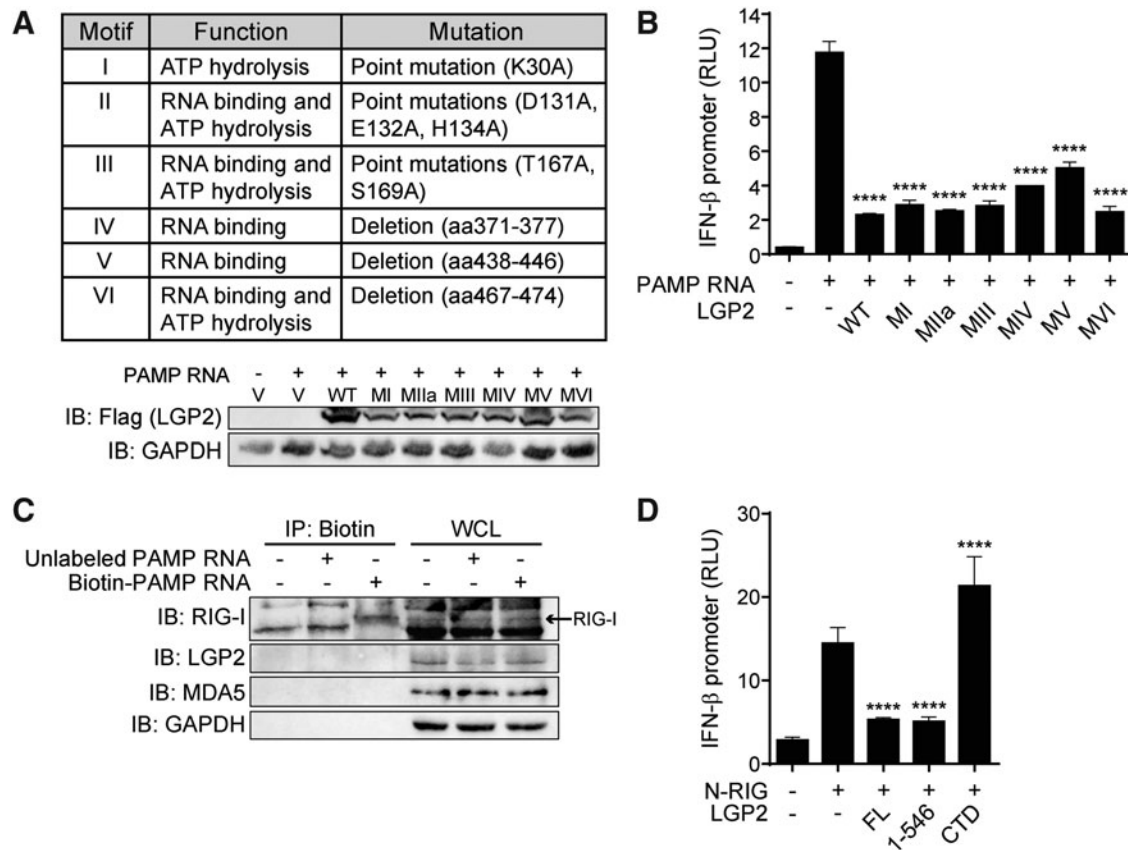 A
Motif Function Mutation
I ATP hydrolysis Point mutation (K30A)
II RNA binding and Point mutations (D131A,
ATP hydrolysis E132A, H134A)
III RNA binding and Point mutations (T167A,
ATP hydrolysis S169A)
IV RNA binding Deletion (aa371-377)
V RNA binding Deletion (aa438-446)
VI RNA binding and Deletion (aa467-474)
ATP hydrolysis
PAMP RNA - + + + + + + + +
V V WT MI MIIa MIII MIV MV MVI
IB: Flag (LGP2)
IB: GAPDH
B
IFN-β promoter (RLU)
14
12
10
8
6
4
2
0
**** **** **** **** **** **** ****
PAMP RNA - + + + + + + + +
LGP2 - - WT MI MIIa MIII MIV MV MVI
C
IP: Biotin WCL
Unlabeled PAMP RNA - + - - + -
Biotin-PAMP RNA - - + - - +
IB: RIG-I
RIG-I
IB: LGP2
IB: MDA5
IB: GAPDH
D
IFN-β promoter (RLU)
30
20
10
0
**** **** ****
N-RIG - + + + +
LGP2 - - FL 1-546 CTD